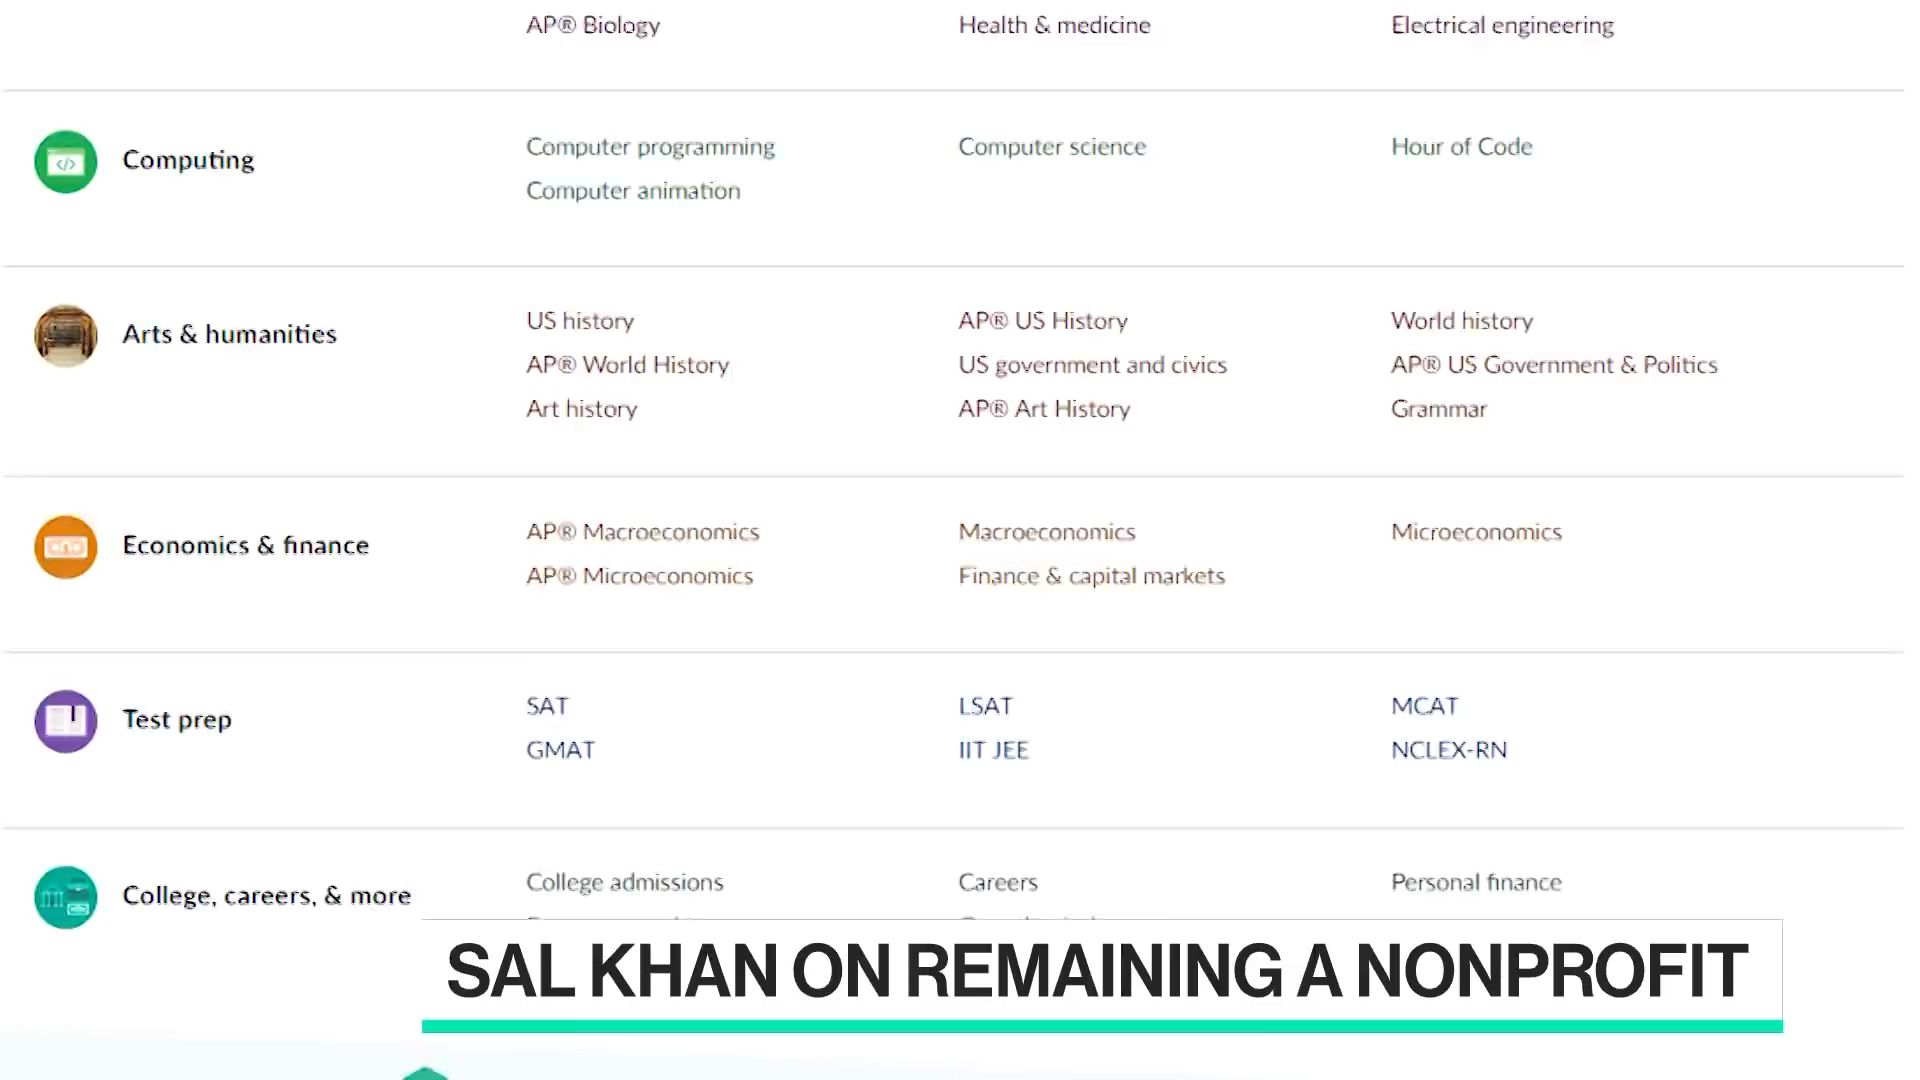 AP® Biology Health & medicine Electrical engineering
Computing Computer programming Computer science Hour of Code
Computer animation
Arts & humanities US history AP® US History World history
AP® World History US government and civics AP® US Government & Politics
Art history AP® Art History Grammar
Economics & finance AP® Macroeconomics Macroeconomics Microeconomics
AP® Microeconomics Finance & capital markets
Test prep SAT LSAT MCAT
GMAT IIT JEE NCLEX-RN
College, careers, & more College admissions Careers Personal finance
SAL KHAN ON REMAINING A NONPROFIT